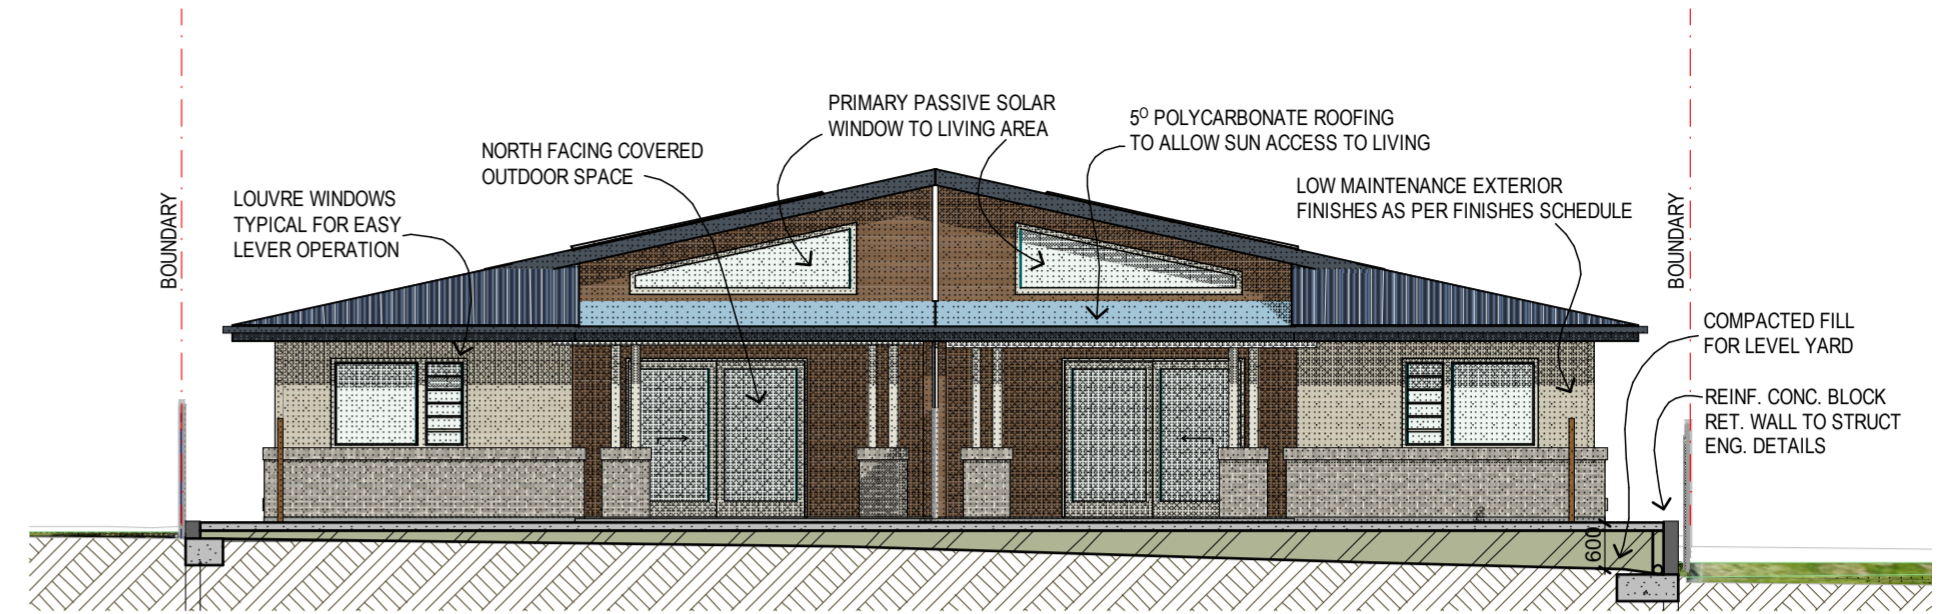 PRIMARY PASSIVE SOLAR
WINDOW TO LIVING AREA
5º POLYCARBONATE ROOFING
TO ALLOW SUN ACCESS TO LIVING
NORTH FACING COVERED
OUTDOOR SPACE
LOUVRE WINDOWS
TYPICAL FOR EASY
LEVER OPERATION
LOW MAINTENANCE EXTERIOR
FINISHES AS PER FINISHES SCHEDULE
BOUNDARY
BOUNDARY
COMPACTED FILL
FOR LEVEL YARD
REINF. CONC. BLOCK
RET. WALL TO STRUCT
ENG. DETAILS
600